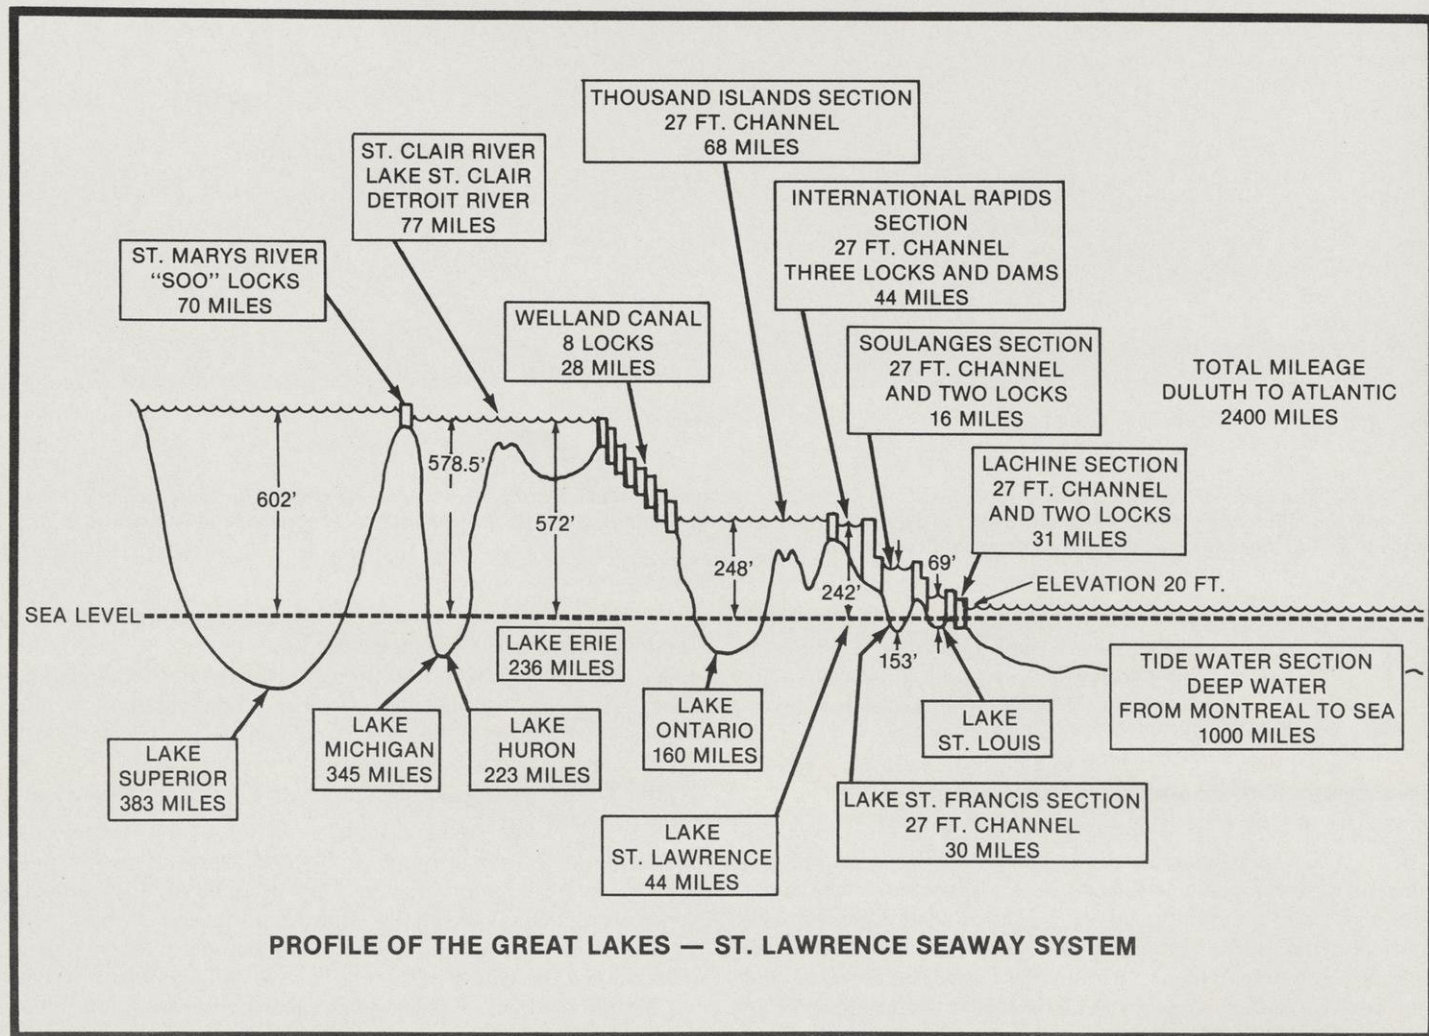 THOUSAND ISLANDS SECTION
27 FT. CHANNEL
68 MILES
ST. CLAIR RIVER
LAKE ST. CLAIR
DETROIT RIVER
77 MILES
INTERNATIONAL RAPIDS
SECTION
27 FT. CHANNEL
THREE LOCKS AND DAMS
44 MILES
ST. MARYS RIVER
“SOO” LOCKS
70 MILES
WELLAND CANAL
8 LOCKS
28 MILES
SOULANGES SECTION
27 FT. CHANNEL
AND TWO LOCKS
16 MILES
TOTAL MILEAGE
DULUTH TO ATLANTIC
2400 MILES
LACHINE SECTION
27 FT. CHANNEL
AND TWO LOCKS
31 MILES
602'
578.5'
572'
248'
242'
69'
153'
ELEVATION 20 FT.
SEA LEVEL
LAKE ERIE
236 MILES
TIDE WATER SECTION
DEEP WATER
FROM MONTREAL TO SEA
1000 MILES
LAKE
SUPERIOR
383 MILES
LAKE
MICHIGAN
345 MILES
LAKE
HURON
223 MILES
LAKE
ONTARIO
160 MILES
LAKE
ST. LOUIS
LAKE
ST. LAWRENCE
44 MILES
LAKE ST. FRANCIS SECTION
27 FT. CHANNEL
30 MILES
PROFILE OF THE GREAT LAKES — ST. LAWRENCE SEAWAY SYSTEM